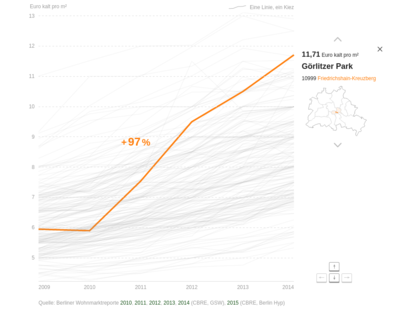 Euro kalt pro m²
Eine Linie, ein Kiez
13
12
11
10
9
8
7
6
5
+97 %
2009
2010
2011
2012
2013
2014
11,71 Euro kalt pro m²
Görlitzer Park
10999 Friedrichshain-Kreuzberg
Quelle: Berliner Wohnmarktreporte 2010, 2011, 2012, 2013, 2014 (CBRE, GSW), 2015 (CBRE, Berlin Hyp)